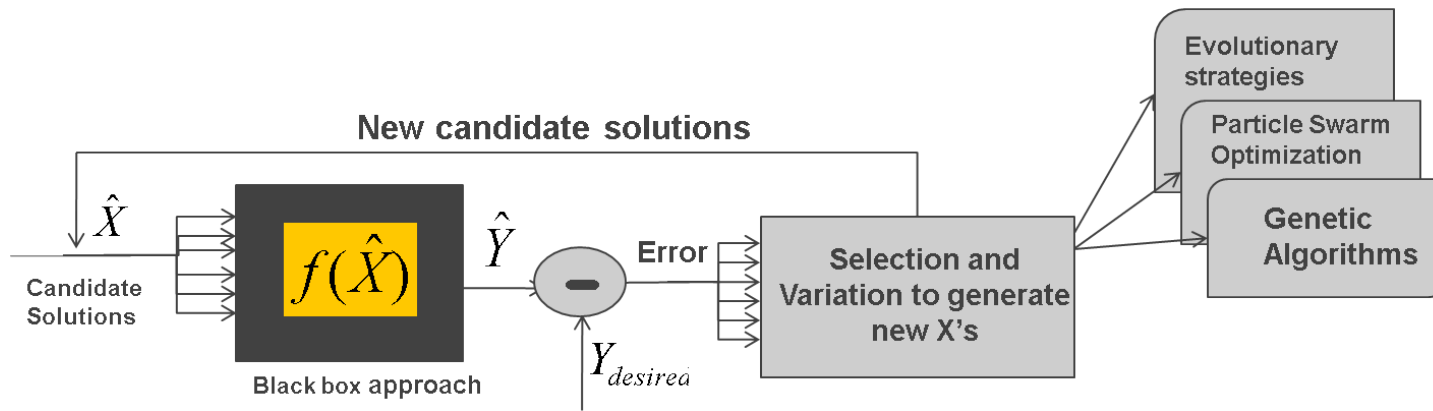 Evolutionary
strategies
Particle Swarm
Optimization
Genetic
Algorithms
New candidate solutions
X̂
Candidate
Solutions
f(X̂)
Black box approach
Ŷ
-
Y_desired
Error
Selection and
Variation to generate
new X's